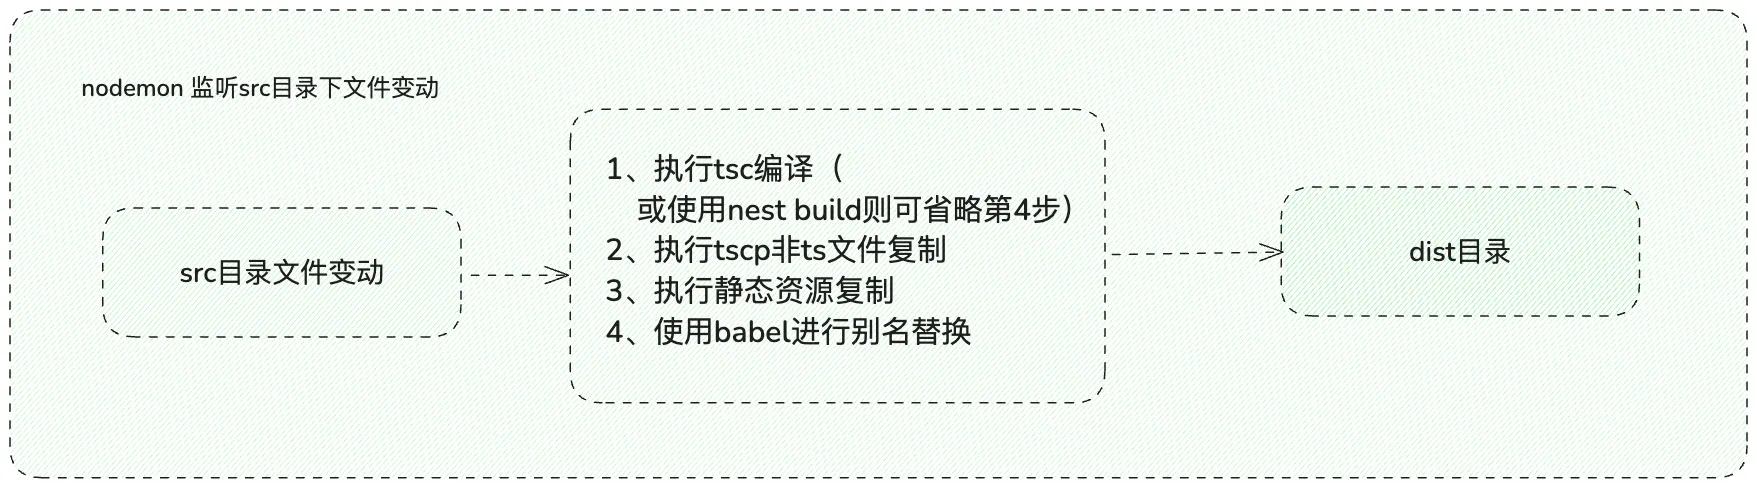 nodemon 监听src目录下文件变动
src目录文件变动
1、执行tsc编译（
或使用nest build则可省略第4步）
2、执行tscp非ts文件复制
3、执行静态资源复制
4、使用babel进行别名替换
dist目录